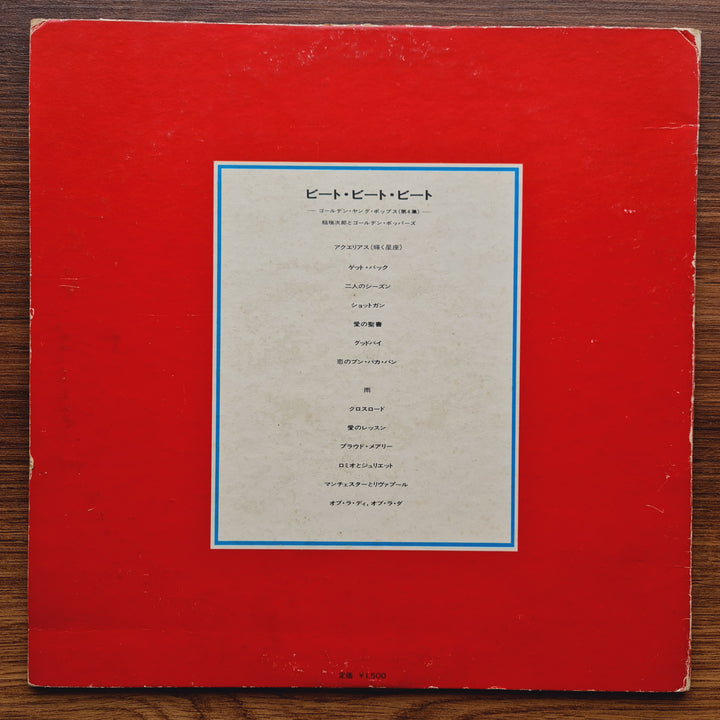 ビート・ビート・ビート
― ゴールデン・ヤング・ポップス（第4集）―
稲垣次郎とゴールデン・ポッパーズ
アクエリアス（輝く星座）
ゲット・バック
二人のシーズン
ショットガン
愛の聖書
グッドバイ
恋のブン・パカ・パン
雨
クロスロード
愛のレッスン
プラウド・メアリー
ロミオとジュリエット
マンチェスターとリヴァプール
オブ・ラ・ディ，オブ・ラ・ダ
定価 ￥1,500